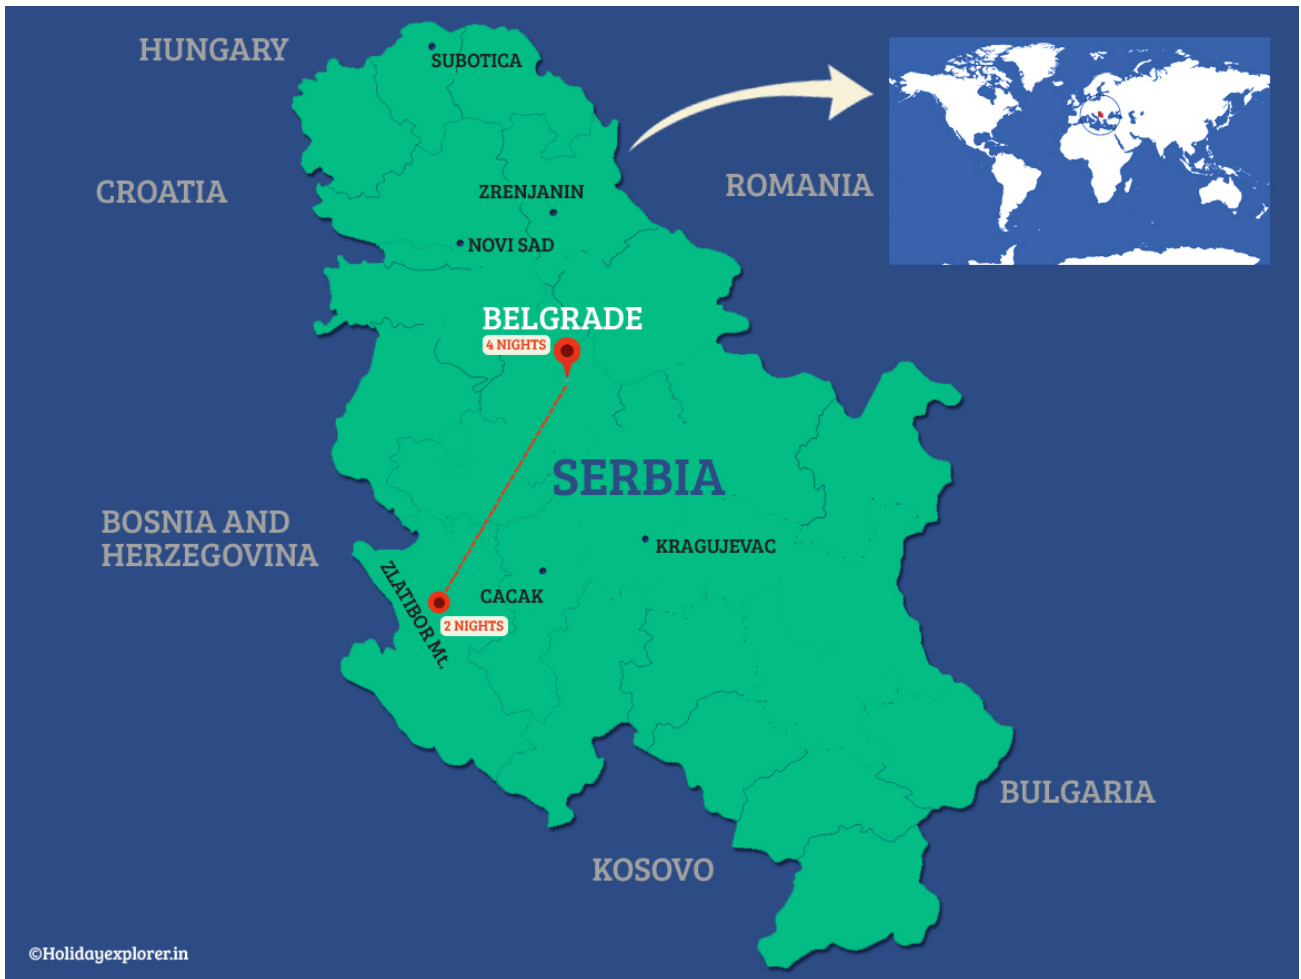 HUNGARY
SUBOTICA
CROATIA
ZRENJANIN
ROMANIA
NOVI SAD
BELGRADE
4 NIGHTS
SERBIA
BOSNIA AND
HERZEGOVINA
KRAGUJEVAC
ZLATIBOR Mt.
CACAK
2 NIGHTS
BULGARIA
KOSOVO
©Holidayexplorer.in